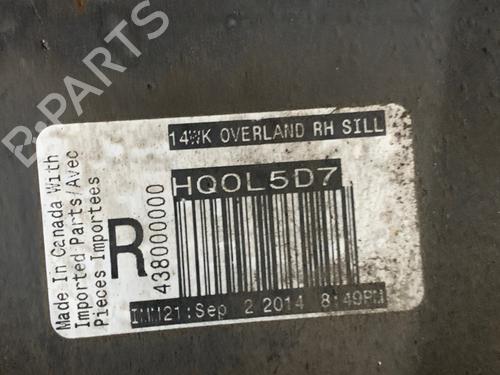 B-PARTS
14WK OVERLAND RH SILL
HQOL5D7
Made In Canada With
Imported Parts/Avec
Pieces Importees
R
438000000
IMM21:Sep 2 2014 8:49PM